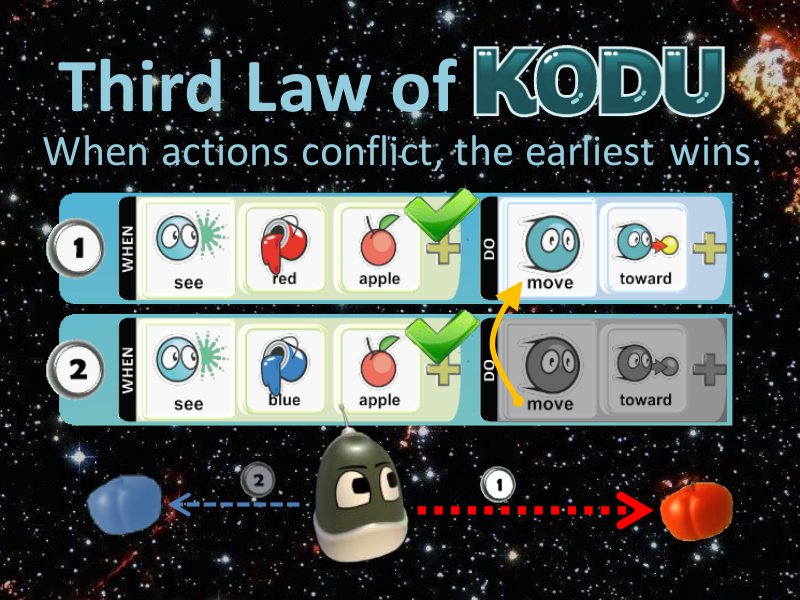 Third Law of KODU
When actions conflict, the earliest wins.
1 WHEN see red apple DO move toward
2 WHEN see blue apple DO move toward
2 1